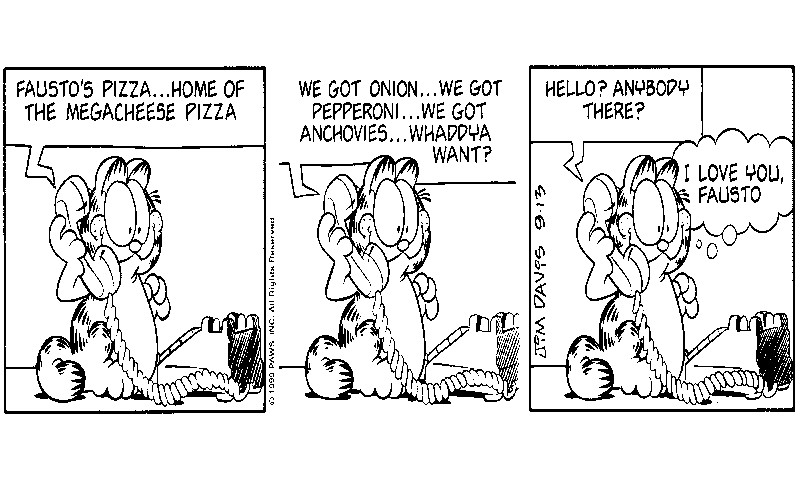 FAUSTO'S PIZZA...HOME OF
THE MEGACHEESE PIZZA
WE GOT ONION...WE GOT
PEPPERONI...WE GOT
ANCHOVIES...WHADDYA
WANT?
© 1999 PAWS, INC. All Rights Reserved
HELLO? ANYBODY
THERE?
I LOVE YOU,
FAUSTO
JIM DAVIS 9·13